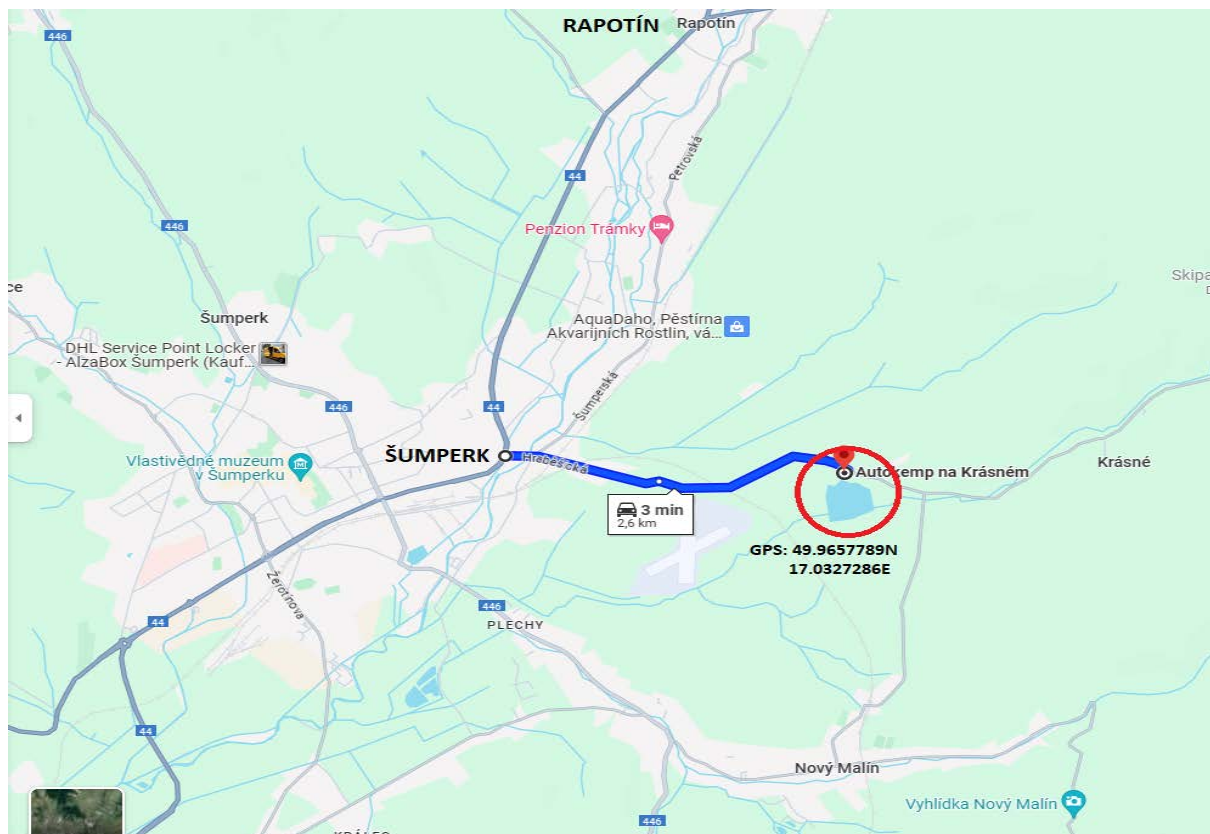 446
RAPOTÍN
Rapotín
44
Petrovská
446
Penzion Trámky
ce
Šumperk
AquaDaho, Pěstírna
Akvarijních Rostlin, vá...
Skipa
DHL Service Point Locker
- AlzaBox Šumperk (Kauf...
446
44
Šumperská
ŠUMPERK
Hraběšická
Vlastivědné muzeum
v Šumperku
Autokemp na Krásném
Krásné
3 min
2,6 km
GPS: 49.9657789N
17.0327286E
Žerotínova
446
PLECHY
44
44
Nový Malín
Vyhlídka Nový Malín
446